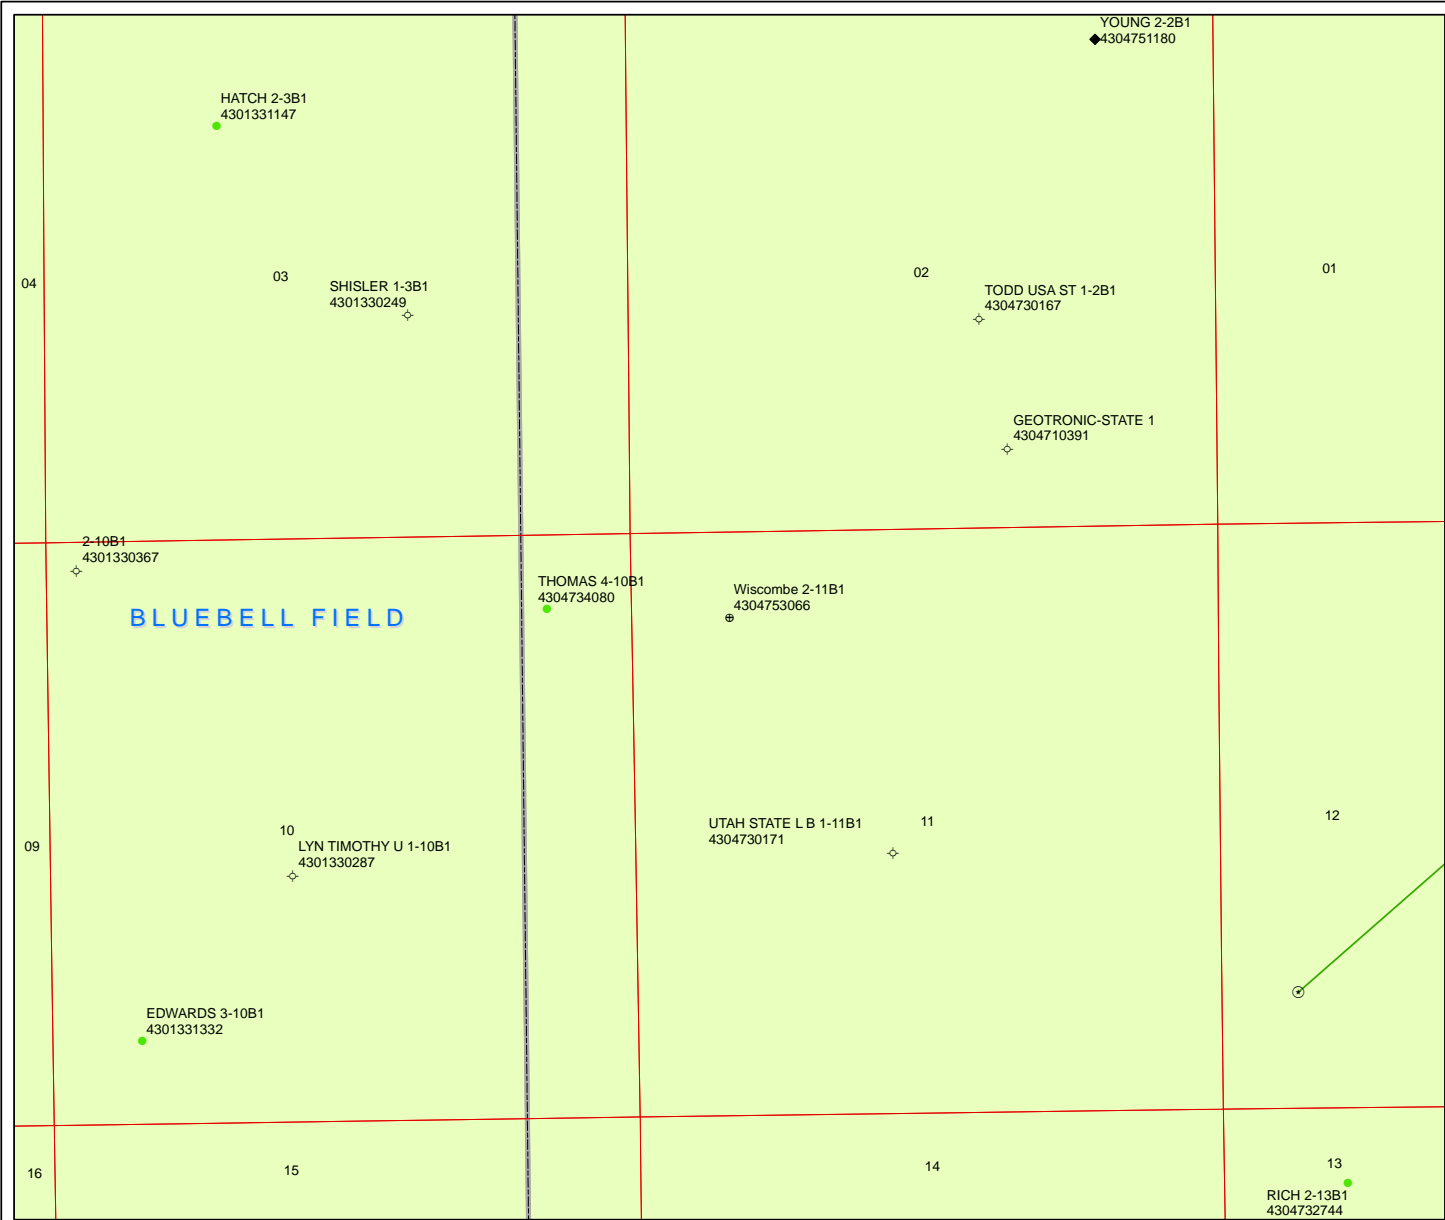 YOUNG 2-2B1
4304751180
HATCH 2-3B1
4301331147
04
03
SHISLER 1-3B1
4301330249
02
TODD USA ST 1-2B1
4304730167
01
GEOTRONIC-STATE 1
4304710391
2-10B1
4301330367
BLUEBELL FIELD
THOMAS 4-10B1
4304734080
Wiscombe 2-11B1
4304753066
09
10
LYN TIMOTHY U 1-10B1
4301330287
UTAH STATE L B 1-11B1
4304730171
11
12
EDWARDS 3-10B1
4301331332
16
15
14
13
RICH 2-13B1
4304732744